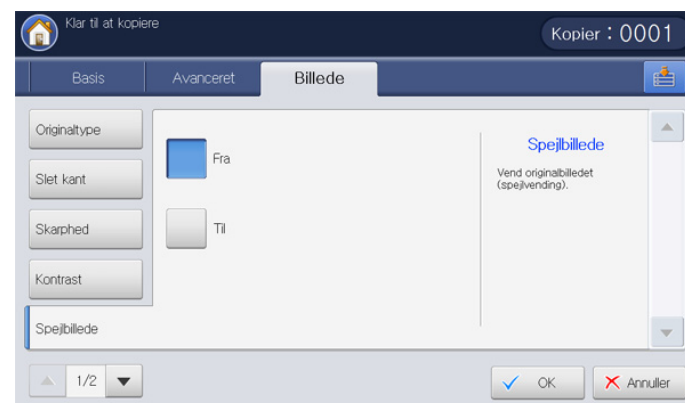 Klar til at kopiere
Kopier : 0001
Basis
Avanceret
Billede
Originaltype
Slet kant
Skarphed
Kontrast
Spejlbillede
Fra
Til
Spejlbillede
Vend originalbilledet
(spejlvending).
1/2
OK
Annuller